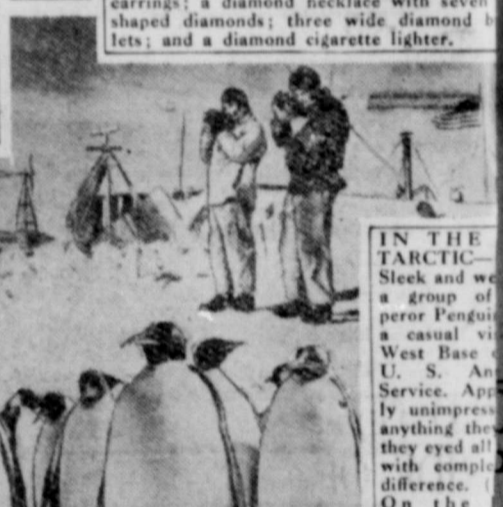 earrings; a diamond necklace with seven
shaped diamonds; three wide diamond b
lets; and a diamond cigarette lighter.
IN THE
TARCTIC—
Sleek and we
a group of
peror Pengui
a casual vi
West Base
U. S. An
Service. App
ly unimpress
anything they
they eyed all
with comple
difference. (
On the